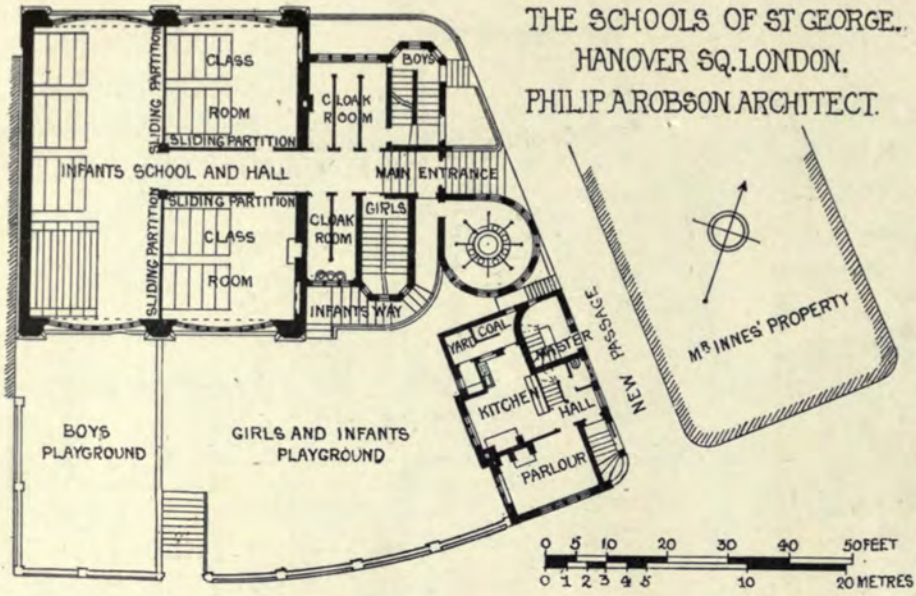 THE SCHOOLS OF ST GEORGE.
HANOVER SQ. LONDON.
PHILIP A ROBSON ARCHITECT.
CLASS
ROOM
SLIDING PARTITION
SLIDING PARTITION
CLOAK
ROOM
BOYS
INFANTS SCHOOL AND HALL
MAIN ENTRANCE
SLIDING PARTITION
SLIDING PARTITION
CLASS
ROOM
CLOAK
ROOM
GIRLS
INFANTS WAY
YARD
COAL
MASTER
KITCHEN
HALL
PARLOUR
NEW PASSAGE
MR INNES' PROPERTY
BOYS
PLAYGROUND
GIRLS AND INFANTS
PLAYGROUND
0 5 10 20 30 40 50 FEET
0 1 2 3 4 5 10 20 METRES